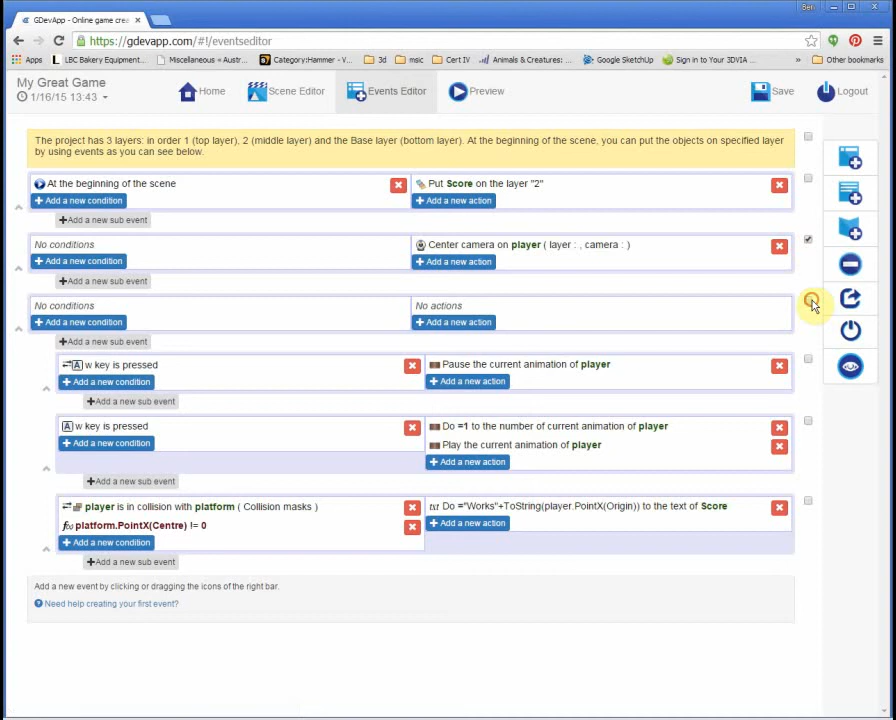 Ben
GDevApp - Online game crea
https://gdevapp.com/#!/eventseditor
Apps
LBC Bakery Equipment...
Miscellaneous « Austr...
Category:Hammer - V...
3d
msic
Cert IV
Animals & Creatures: ...
Google SketchUp
Sign in to Your 3DVIA ...
»
Other bookmarks
My Great Game
1/16/15 13:43
Home
Scene Editor
Events Editor
Preview
Save
Logout
The project has 3 layers: in order 1 (top layer), 2 (middle layer) and the Base layer (bottom layer). At the beginning of the scene, you can put the objects on specified layer
by using events as you can see below.
At the beginning of the scene
Put Score on the layer "2"
Add a new condition
Add a new action
Add a new sub event
No conditions
Center camera on player ( layer : , camera : )
Add a new condition
Add a new action
Add a new sub event
No conditions
No actions
Add a new condition
Add a new action
Add a new sub event
w key is pressed
Pause the current animation of player
Add a new condition
Add a new action
Add a new sub event
w key is pressed
Do =1 to the number of current animation of player
Play the current animation of player
Add a new condition
Add a new action
Add a new sub event
player is in collision with platform ( Collision masks )
txt Do ="Works"+ToString(player.PointX(Origin)) to the text of Score
platform.PointX(Centre) != 0
Add a new action
Add a new condition
Add a new sub event
Add a new event by clicking or dragging the icons of the right bar.
Need help creating your first event?